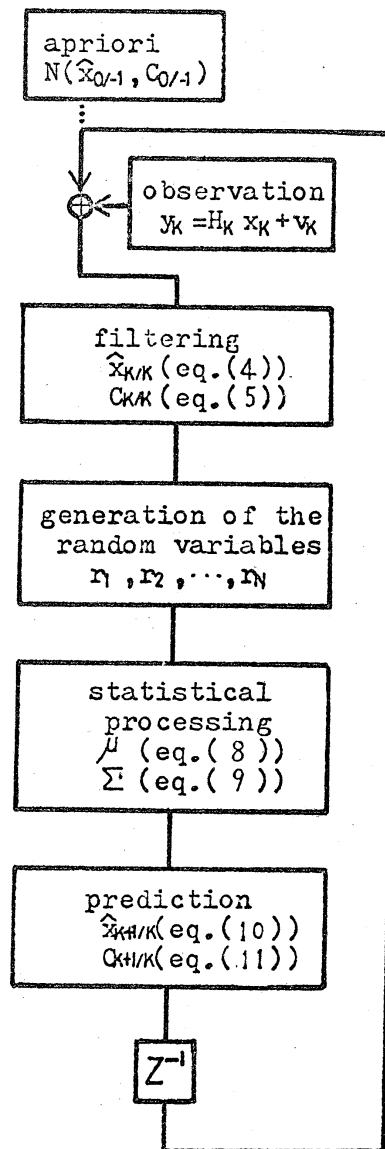 apriori
N(x̂0/-1, C0/-1)
observation
yK = HK xK + vK
filtering
x̂K/K (eq.(4))
CK/K (eq.(5))
generation of the
random variables
r1, r2, ⋯, rN
statistical
processing
μ (eq.(8))
Σ (eq.(9))
prediction
x̂K+1/K (eq.(10))
CK+1/K (eq.(11))
Z⁻¹